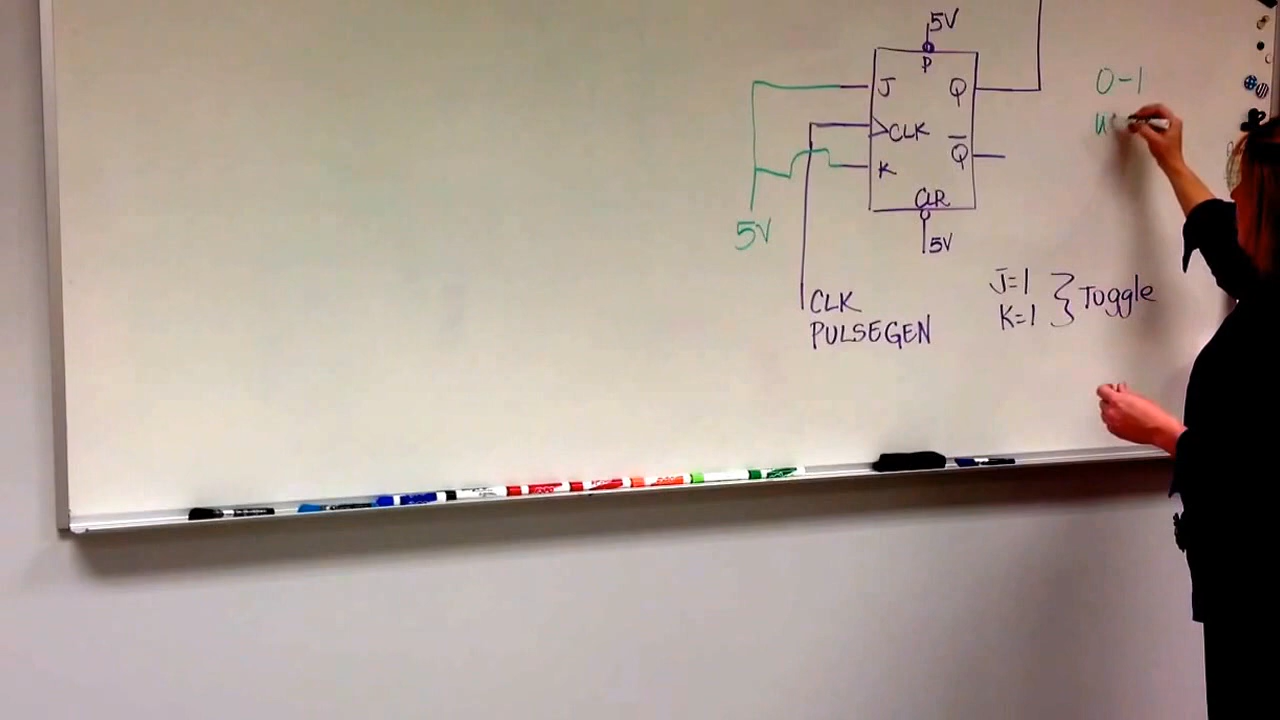 5V
P
J Q
CLK
K Q̅
CLR
5V
5V
CLK
PULSEGEN
J=1
K=1
} Toggle
0-1